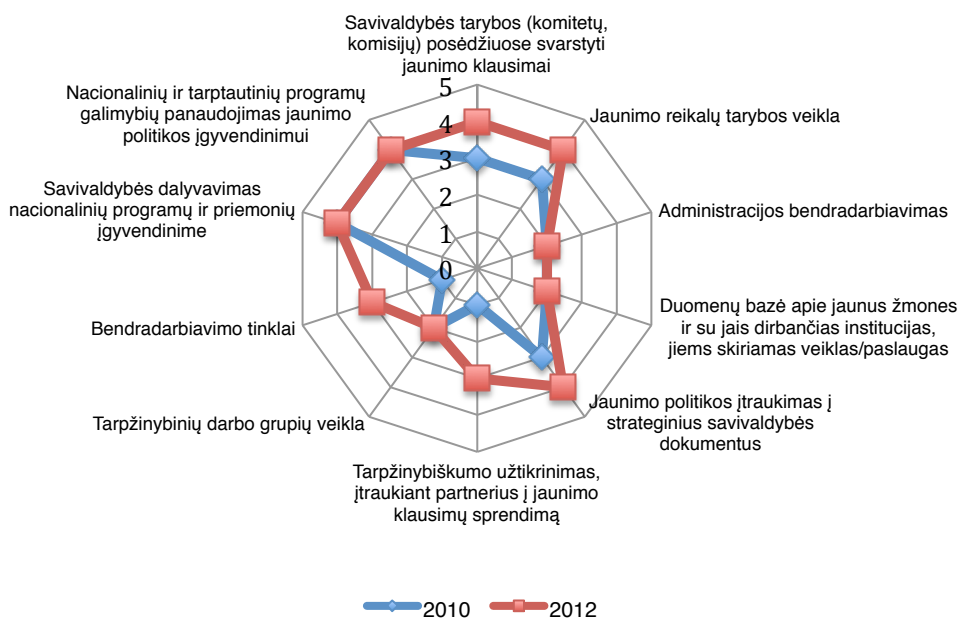 Savivaldybės tarybos (komitetų,
komisijų) posėdžiuose svarstyti
jaunimo klausimai
Jaunimo reikalų tarybos veikla
Administracijos bendradarbiavimas
Duomenų bazė apie jaunus žmones
ir su jais dirbančias institucijas,
jiems skiriamas veiklas/paslaugas
Jaunimo politikos įtraukimas į
strateginius savivaldybės
dokumentus
Tarpžinybiškumo užtikrinimas,
įtraukiant partnerius į jaunimo
klausimų sprendimą
Tarpžinybinių darbo grupių veikla
Bendradarbiavimo tinklai
Savivaldybės dalyvavimas
nacionalinių programų ir priemonių
įgyvendinime
Nacionalinių ir tarptautinių programų
galimybių panaudojimas jaunimo
politikos įgyvendinimui
5
4
3
2
1
0
2010
2012